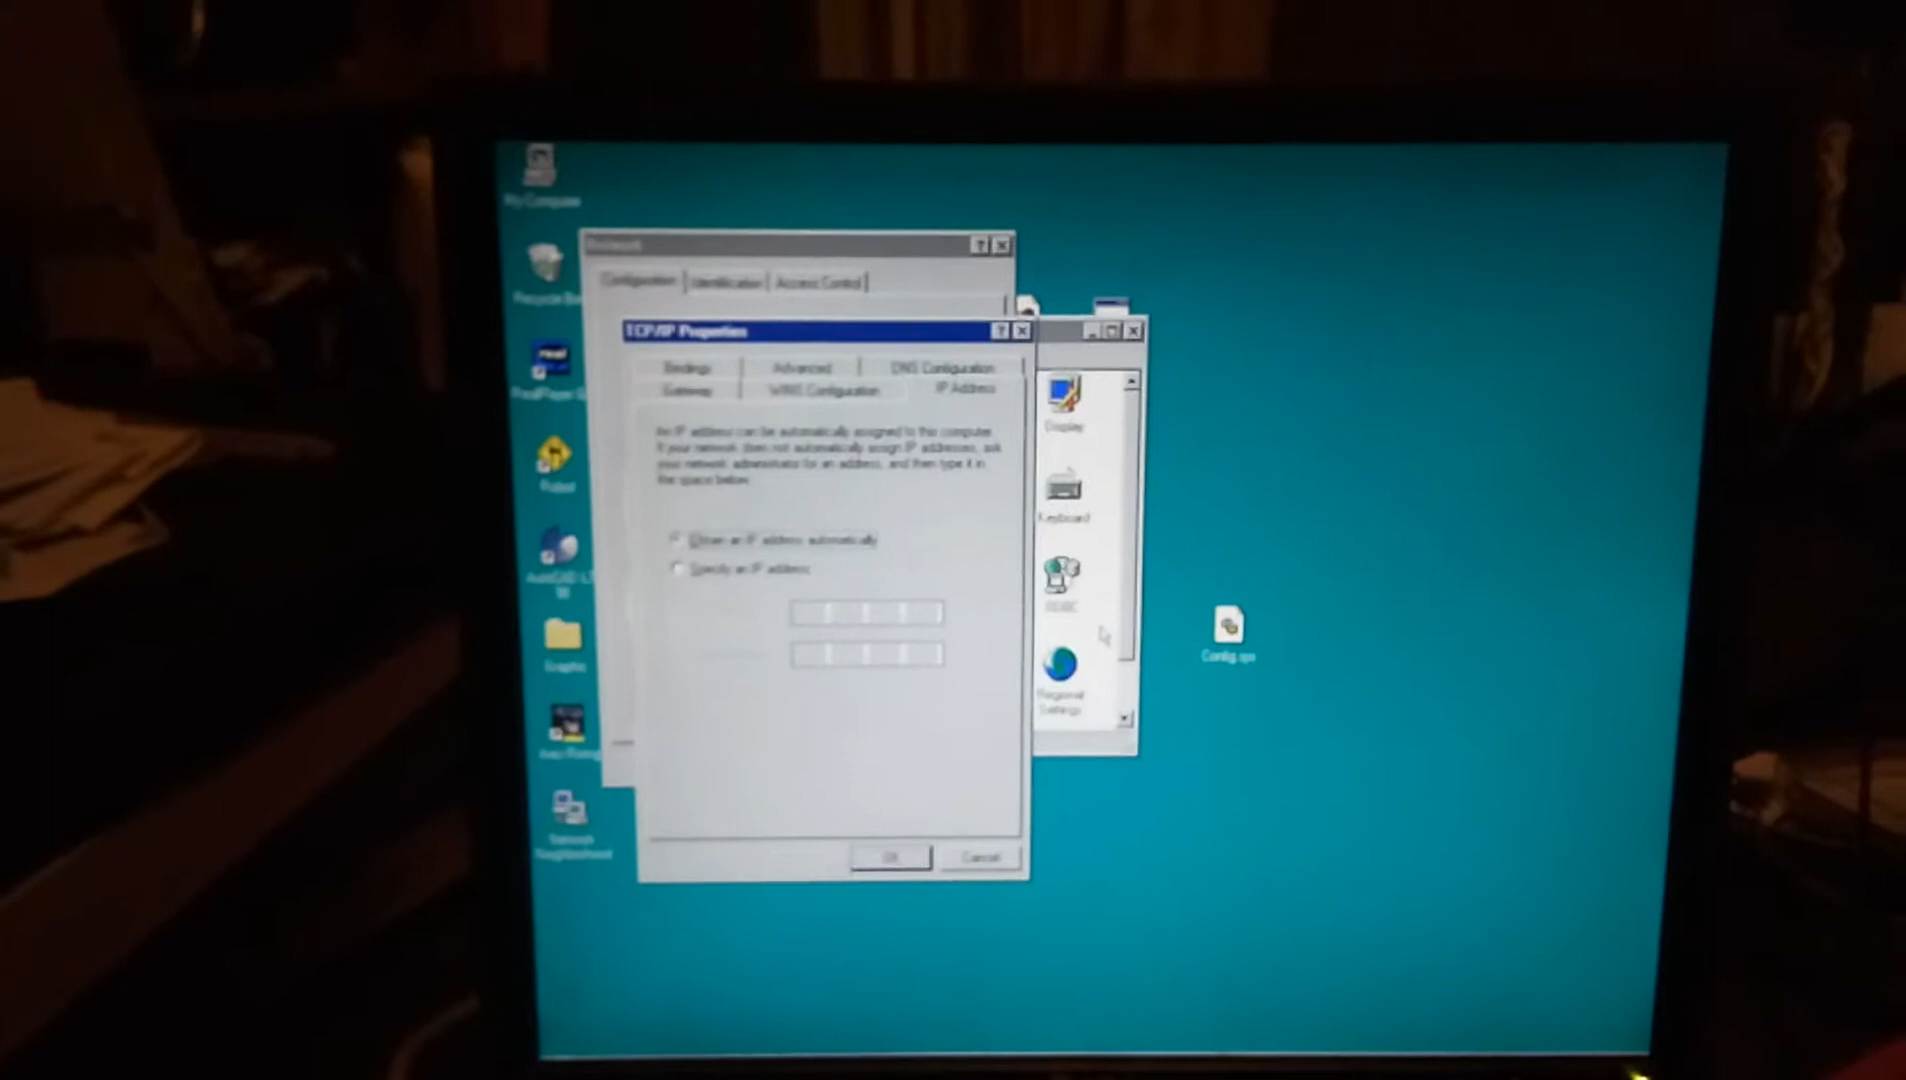 My Computer
Recycle Bin
Network
Configuration
Identification
Access Control
TCP/IP Properties
Bindings
Advanced
DNS Configuration
Gateway
WINS Configuration
IP Address
An IP address can be automatically assigned to this computer.
If your network does not automatically assign IP addresses, ask
your network administrator for an address, and then type it in
the space below.
Obtain an IP address automatically
Specify an IP address:
OK
Cancel
Display
Keyboard
ODBC
Regional
Settings
Config.sys
RealPlayer G
AutoCAD LT
98
Graphic
Network
Neighborhood